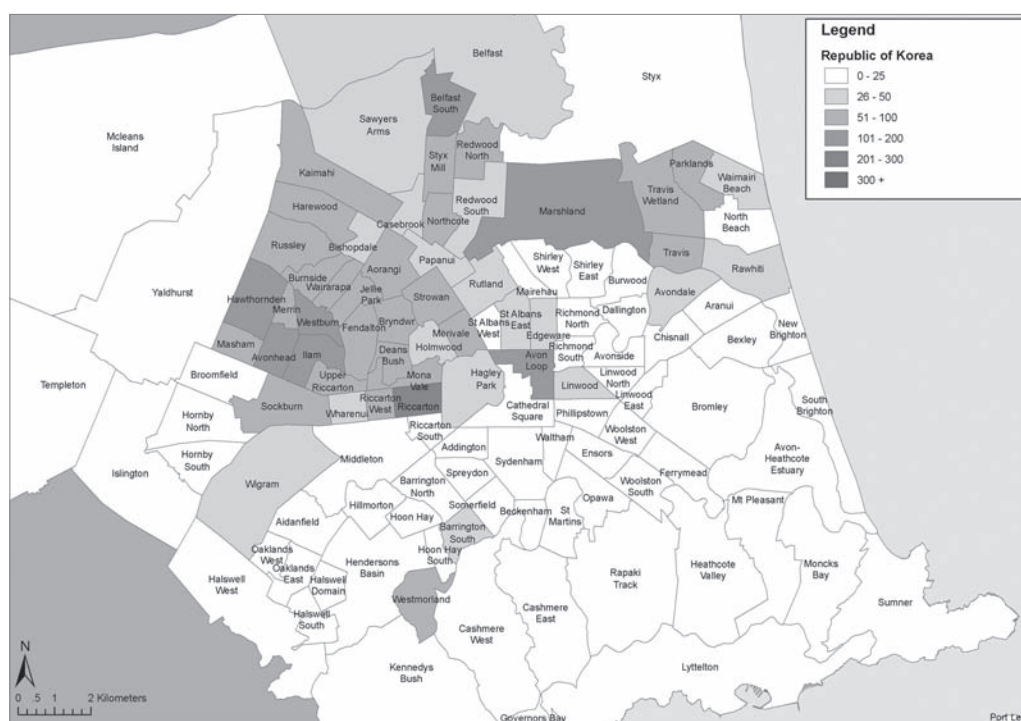 Legend
Republic of Korea
0 - 25
26 - 50
51 - 100
101 - 200
201 - 300
300 +
Belfast
Styx
Belfast
South
Sawyers
Arms
Mcleans
Island
Redwood
North
Styx
Mill
Kaimahi
Parklands
Wairnairi
Beach
Travis
Wetland
Harewood
Redwood
South
Casebrook
Northcote
Marshland
North
Beach
Russley
Bishopdale
Papanui
Aorangi
Shirley
West
Shirley
East
Burwood
Travis
Rawhiti
Burnside
Wairarapa
Jellie
Park
Rutland
Mairehau
Avondale
Yaldhurst
Hawthornden
Merrin
Strowan
Aranui
Westburn
Fendalton
Bryndwr
St Albans
West
St Albans
East
Richmond
North
Dallington
Merivale
Edgeware
Chisnall
New
Brighton
Masham
Avonhead
Ilam
Deans
Bush
Holmwood
Richmond
South
Avonside
Bexley
Broomfield
Upper
Riccarton
Mona
Vale
Hagley
Park
Avon
Loop
Linwood
Linwood
North
Linwood
East
Templeton
Sockburn
Wharenui
Riccarton
West
Riccarton
Cathedral
Square
Phillipstown
Bromley
South
Brighton
Hornby
North
Riccarton
South
Woolston
West
Addington
Waltham
Ensors
Avon-
Heathcote
Estuary
Hornby
South
Middleton
Sydenham
Islington
Wigram
Barrington
North
Spreydon
Woolston
South
Ferrymead
Hillmorton
Somerfield
Opawa
Mt Pleasant
Aidanfield
Hoon Hay
Beckenham
St
Martins
Barrington
South
Oaklands
West
Oaklands
East
Hendersons
Basin
Hoon Hay
South
Halswell
West
Halswell
Domain
Rapaki
Track
Heathcote
Valley
Moncks
Bay
Westmorland
Sumner
Halswell
South
Cashmere
East
Cashmere
West
Kennedys
Bush
Lyttelton
Governors Bay
Port Le
N
0 .5 1 2 Kilometers